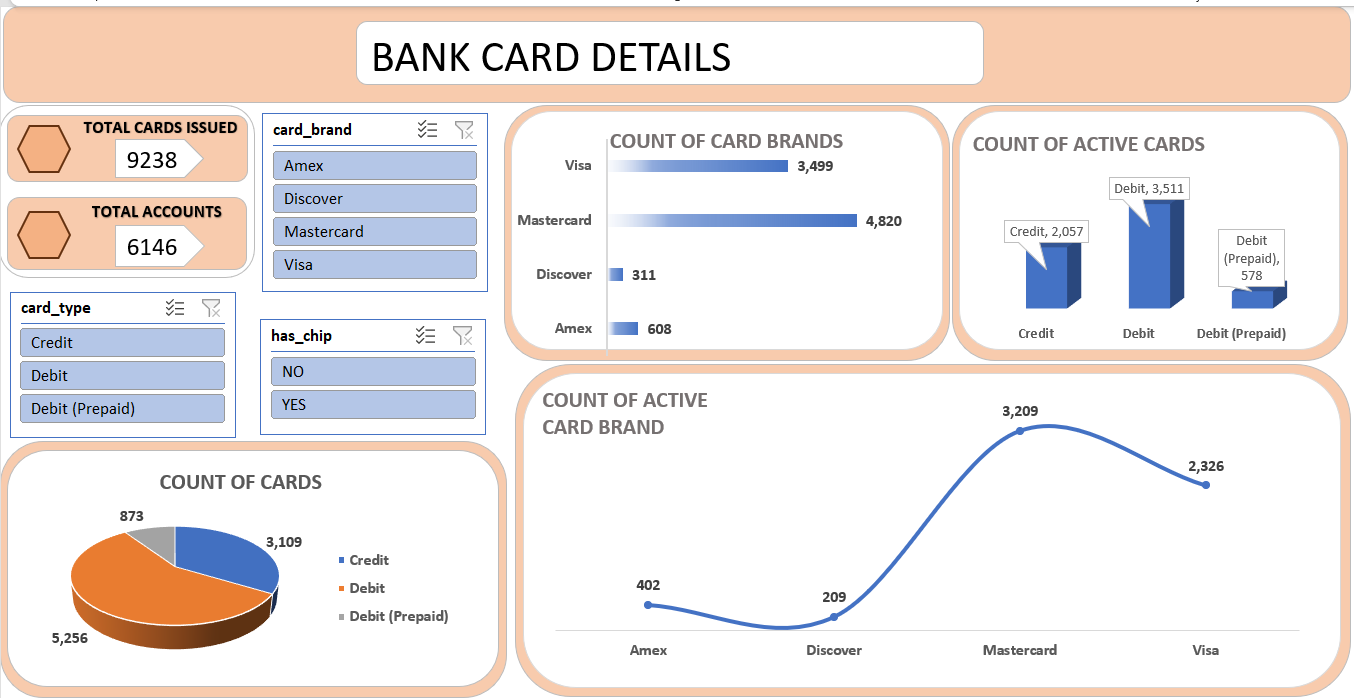 BANK CARD DETAILS
TOTAL CARDS ISSUED
9238
TOTAL ACCOUNTS
6146
card_brand
Amex
Discover
Mastercard
Visa
card_type
Credit
Debit
Debit (Prepaid)
has_chip
NO
YES
COUNT OF CARD BRANDS
Visa
3,499
Mastercard
4,820
Discover
311
Amex
608
COUNT OF ACTIVE CARDS
Credit, 2,057
Debit, 3,511
Debit
(Prepaid),
578
Credit
Debit
Debit (Prepaid)
COUNT OF CARDS
873
3,109
5,256
Credit
Debit
Debit (Prepaid)
COUNT OF ACTIVE
CARD BRAND
402
209
3,209
2,326
Amex
Discover
Mastercard
Visa